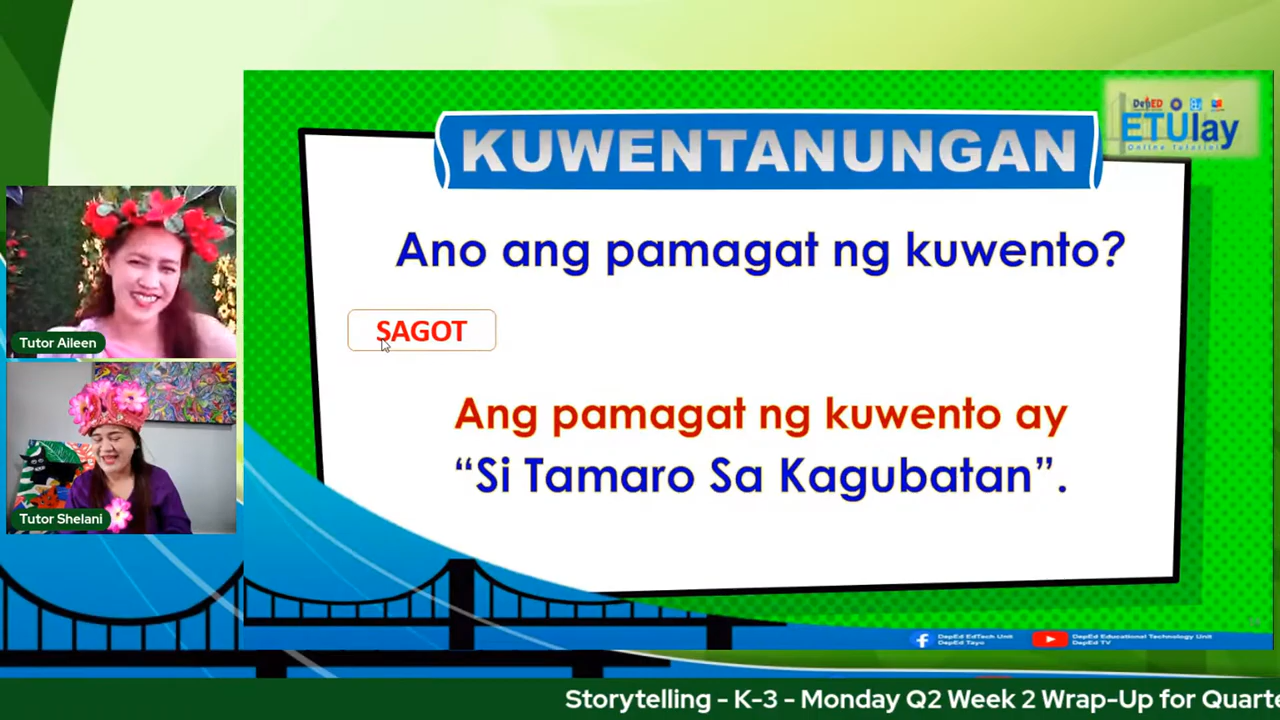 DepED
ETUlay
Online Tutorial
KUWENTANUNGAN
Ano ang pamagat ng kuwento?
SAGOT
Ang pamagat ng kuwento ay
“Si Tamaro Sa Kagubatan”.
Tutor Aileen
Tutor Shelani
DepEd EdTech Unit
DepEd Tayo
DepEd Educational Technology Unit
DepEd TV
Storytelling - K-3 - Monday Q2 Week 2 Wrap-Up for Quarte